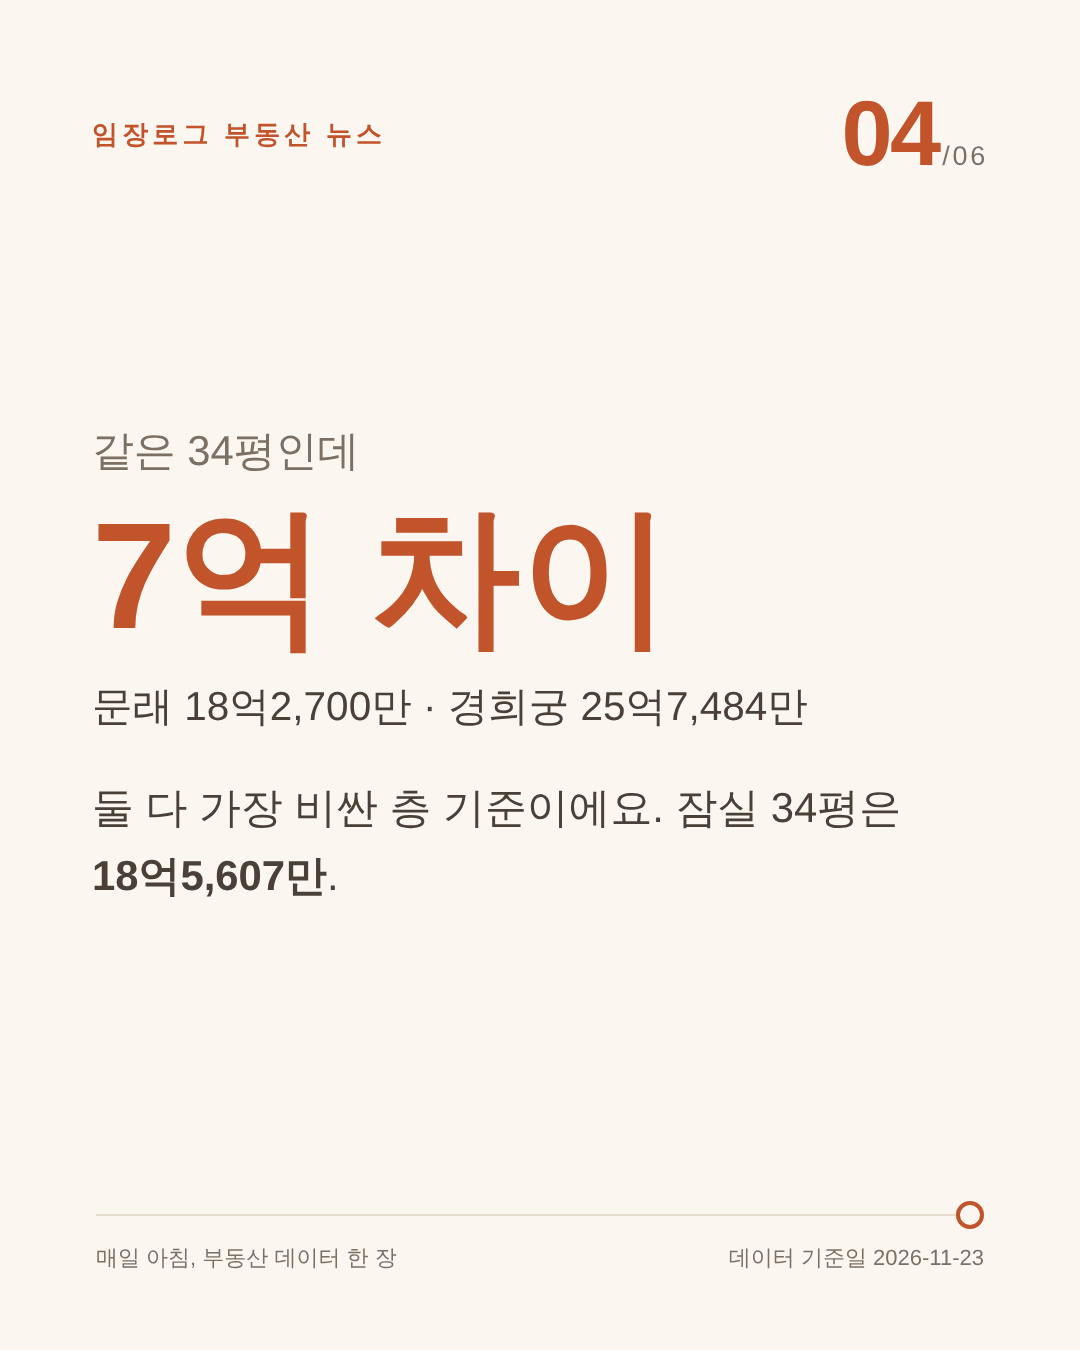 임장로그 부동산 뉴스
04/06
같은 34평인데
7억 차이
문래 18억2,700만 · 경희궁 25억7,484만
둘 다 가장 비싼 층 기준이에요. 잠실 34평은
18억5,607만.
매일 아침, 부동산 데이터 한 장
데이터 기준일 2026-11-23